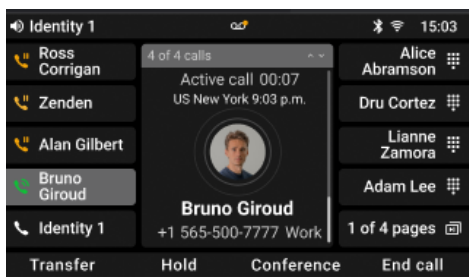 Identity 1
15:03
Ross
Corrigan
Zenden
Alan Gilbert
Bruno
Giroud
Identity 1
4 of 4 calls
Active call 00:07
US New York 9:03 p.m.
Bruno Giroud
+1 565-500-7777 Work
Alice
Abramson
Dru Cortez
Lianne
Zamora
Adam Lee
1 of 4 pages
Transfer
Hold
Conference
End call